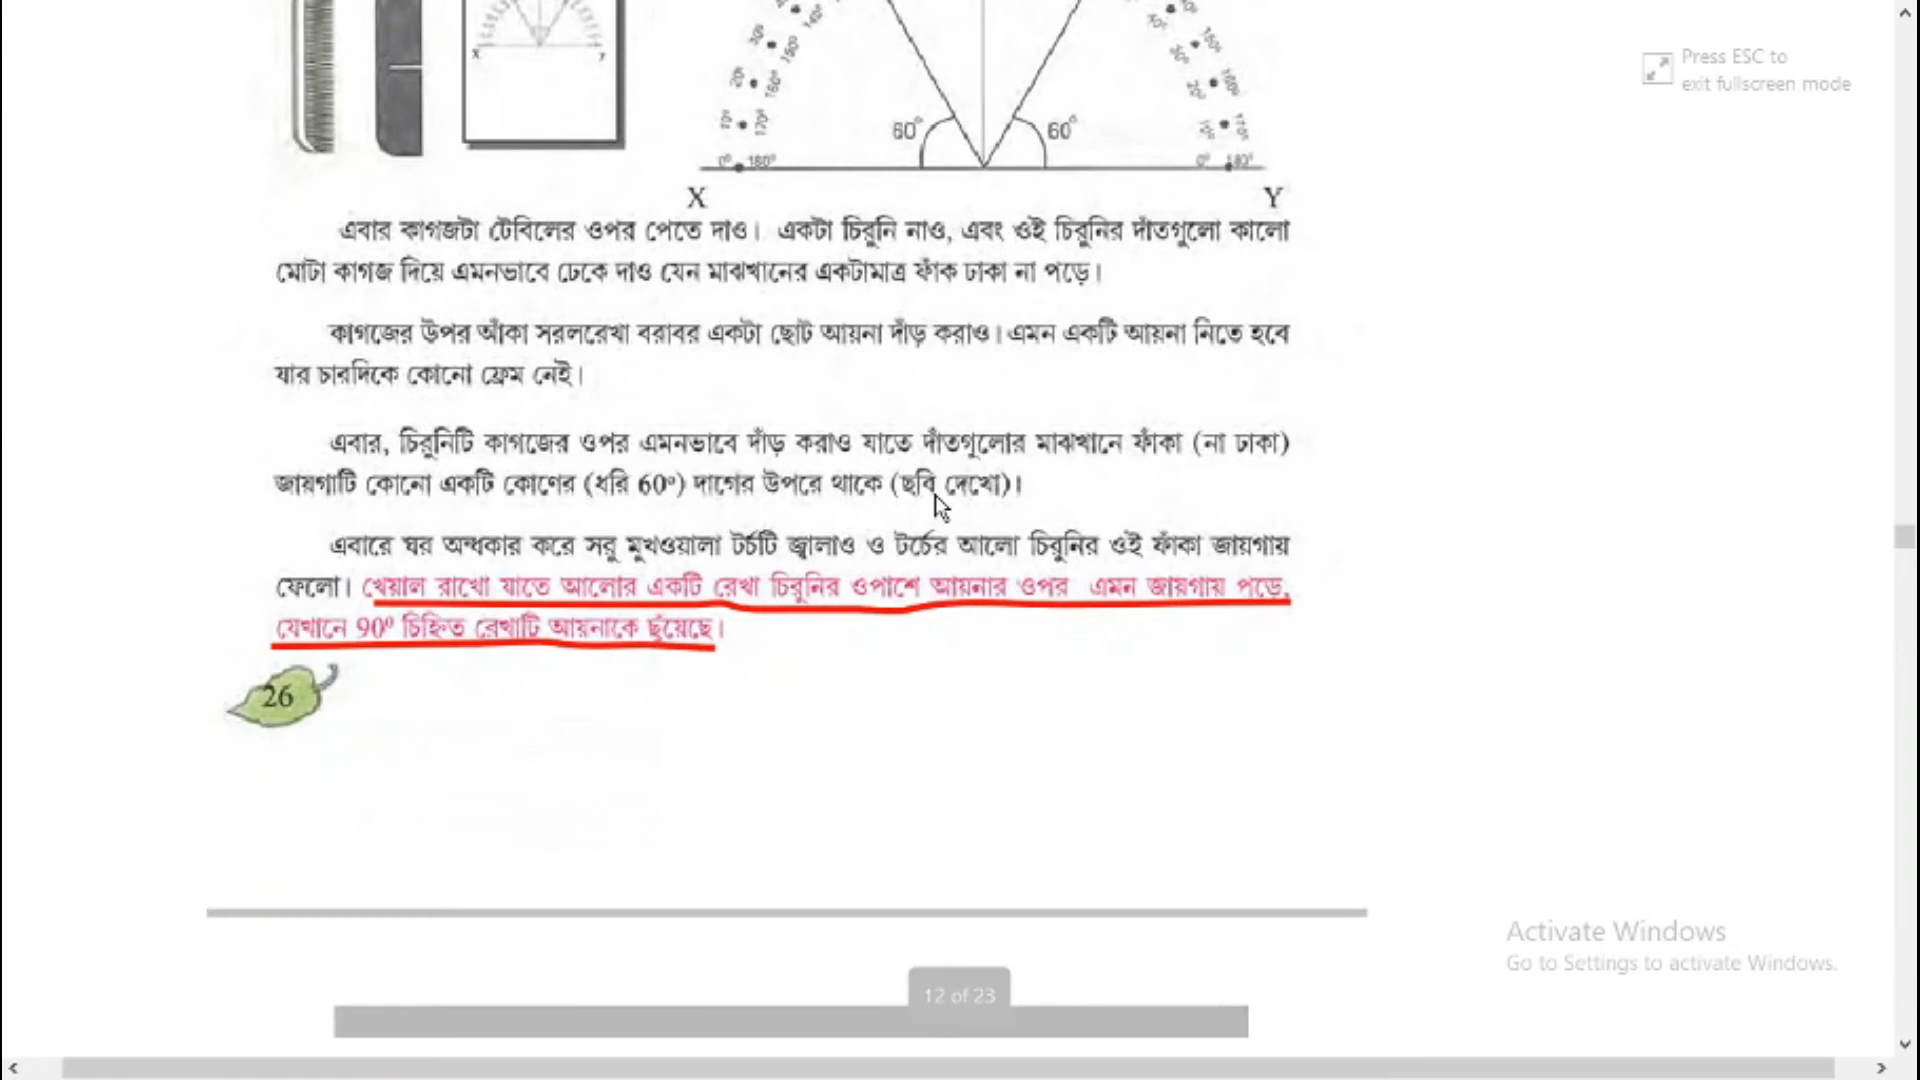 Press ESC to
exit fullscreen mode
60° 60°
0° 180° 0° 180°
X Y
এবার কাগজটা টেবিলের ওপর পেতে দাও। একটা চিরুনি নাও, এবং ওই চিরুনির দাঁতগুলো কালো
মোটা কাগজ দিয়ে এমনভাবে ঢেকে দাও যেন মাঝখানের একটামাত্র ফাঁক ঢাকা না পড়ে।
কাগজের উপর আঁকা সরলরেখা বরাবর একটা ছোট আয়না দাঁড় করাও। এমন একটি আয়না নিতে হবে
যার চারদিকে কোনো ফ্রেম নেই।
এবার, চিরুনিটি কাগজের ওপর এমনভাবে দাঁড় করাও যাতে দাঁতগুলোর মাঝখানে ফাঁকা (না ঢাকা)
জায়গাটি কোনো একটি কোণের (ধরি 60°) দাগের উপরে থাকে (ছবি দেখো)।
এবারে ঘর অন্ধকার করে সরু মুখওয়ালা টর্চটি জ্বালাও ও টর্চের আলো চিরুনির ওই ফাঁকা জায়গায়
ফেলো। খেয়াল রাখো যাতে আলোর একটি রেখা চিরুনির ওপাশে আয়নার ওপর এমন জায়গায় পড়ে,
যেখানে 90° চিহ্নিত রেখাটি আয়নাকে ছুঁয়েছে।
26
Activate Windows
Go to Settings to activate Windows.
12 of 23